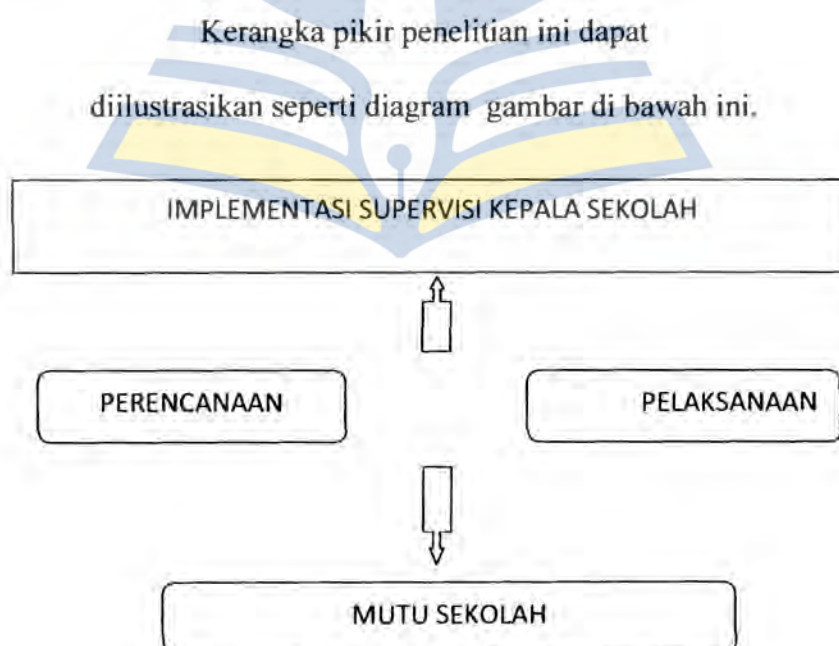 Kerangka pikir penelitian ini dapat
diilustrasikan seperti diagram gambar di bawah ini.
IMPLEMENTASI SUPERVISI KEPALA SEKOLAH
PERENCANAAN
PELAKSANAAN
MUTU SEKOLAH